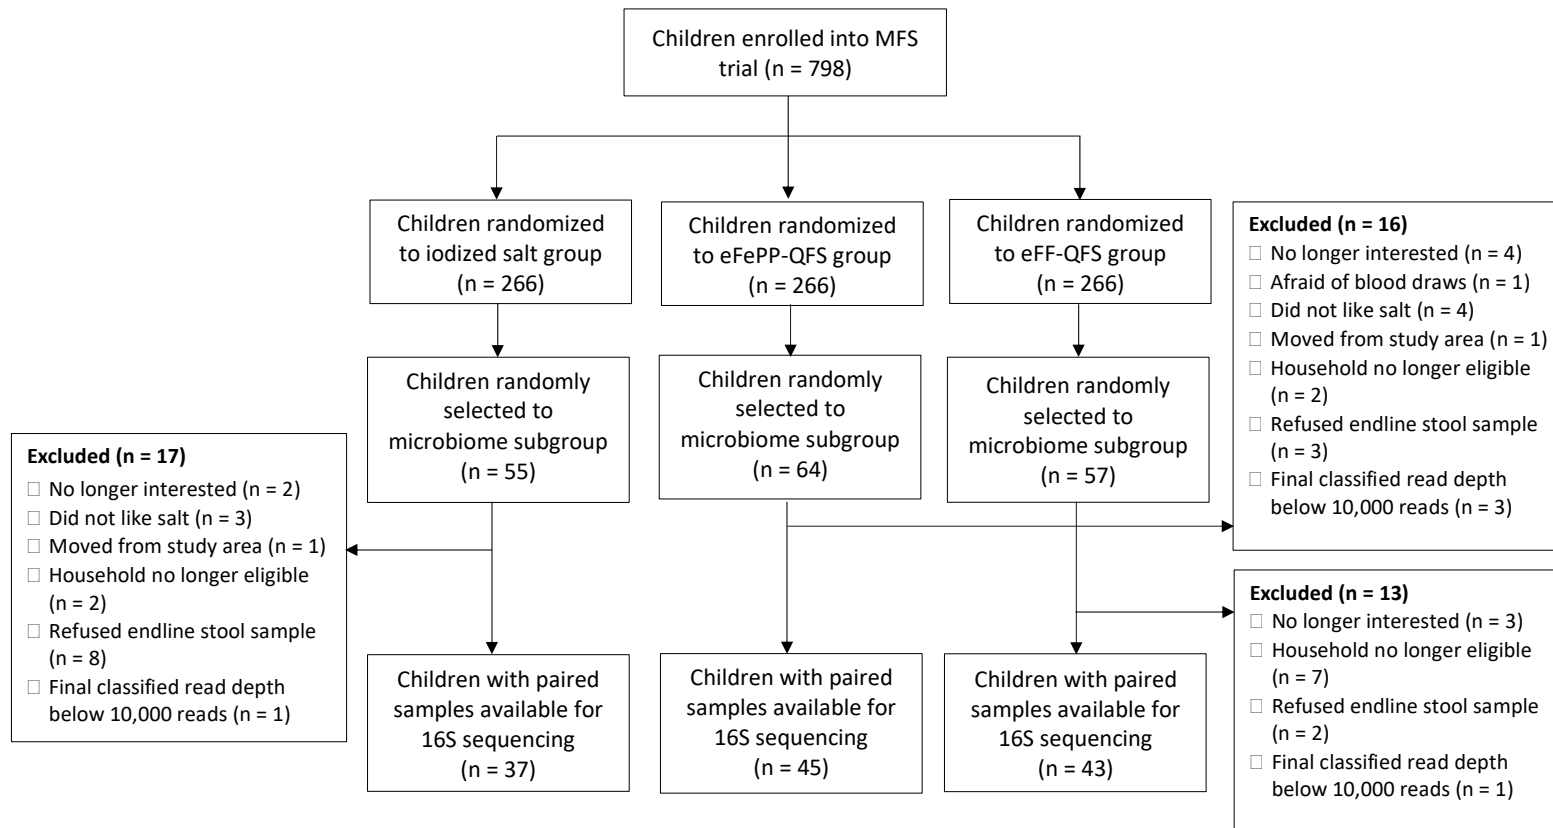 Children enrolled into MFS
trial (n = 798)
Children randomized
to iodized salt group
(n = 266)
Children randomized
to eFePP-QFS group
(n = 266)
Children randomized
to eFF-QFS group
(n = 266)
Excluded (n = 16)
□ No longer interested (n = 4)
□ Afraid of blood draws (n = 1)
□ Did not like salt (n = 4)
□ Moved from study area (n = 1)
□ Household no longer eligible
(n = 2)
□ Refused endline stool sample
(n = 3)
□ Final classified read depth
below 10,000 reads (n = 3)
Children randomly
selected to
microbiome subgroup
(n = 55)
Children randomly
selected to
microbiome subgroup
(n = 64)
Children randomly
selected to
microbiome subgroup
(n = 57)
Excluded (n = 17)
□ No longer interested (n = 2)
□ Did not like salt (n = 3)
□ Moved from study area (n = 1)
□ Household no longer eligible
(n = 2)
□ Refused endline stool sample
(n = 8)
□ Final classified read depth
below 10,000 reads (n = 1)
Excluded (n = 13)
□ No longer interested (n = 3)
□ Household no longer eligible
(n = 7)
□ Refused endline stool sample
(n = 2)
□ Final classified read depth
below 10,000 reads (n = 1)
Children with paired
samples available for
16S sequencing
(n = 37)
Children with paired
samples available for
16S sequencing
(n = 45)
Children with paired
samples available for
16S sequencing
(n = 43)